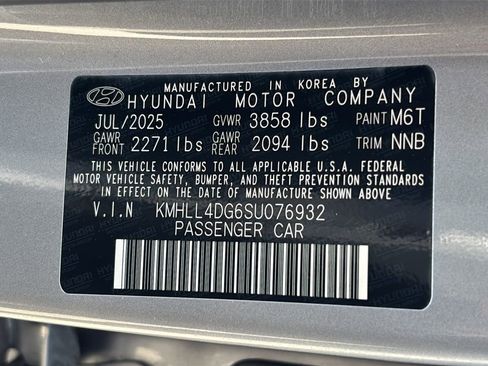 MANUFACTURED IN KOREA BY
HYUNDAI MOTOR COMPANY
JUL/2025 GVWR 3858 lbs PAINT M6T
GAWR FRONT 2271 lbs GAWR REAR 2094 lbs TRIM NNB
THIS VEHICLE CONFORMS TO ALL APPLICABLE U.S.A. FEDERAL
MOTOR VEHICLE SAFETY, BUMPER, AND THEFT PREVENTION STANDARDS
IN EFFECT ON THE DATE OF MANUFACTURE SHOWN ABOVE.
V.I.N KMHLL4DG6SU076932
PASSENGER CAR